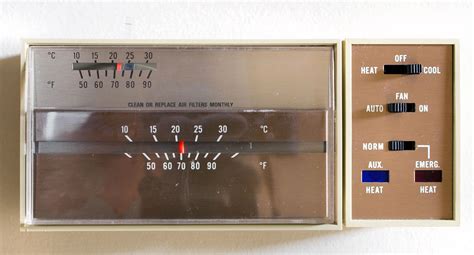 °C 10 15 20 25 30
°F 50 60 70 80 90
CLEAN OR REPLACE AIR FILTERS MONTHLY
10 15 20 25 30 °C
50 60 70 80 90 °F
OFF
HEAT COOL
FAN
AUTO ON
NORM
AUX. EMERG.
HEAT HEAT